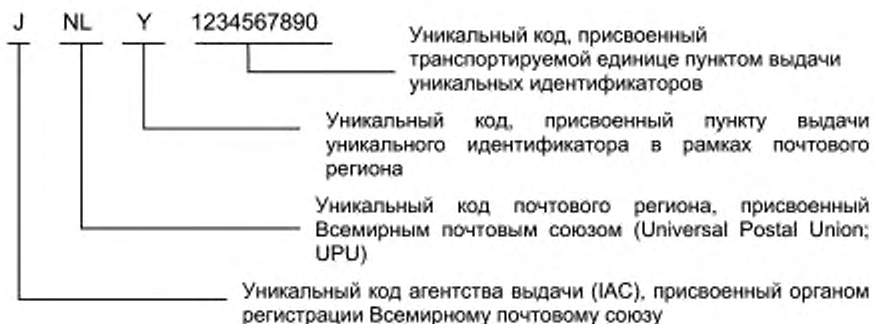 J NL Y 1234567890
Уникальный код, присвоенный
транспортируемой единице пунктом выдачи
уникальных идентификаторов
Уникальный код, присвоенный пункту выдачи
уникального идентификатора в рамках почтового
региона
Уникальный код почтового региона, присвоенный
Всемирным почтовым союзом (Universal Postal Union;
UPU)
Уникальный код агентства выдачи (IAC), присвоенный органом
регистрации Всемирному почтовому союзу